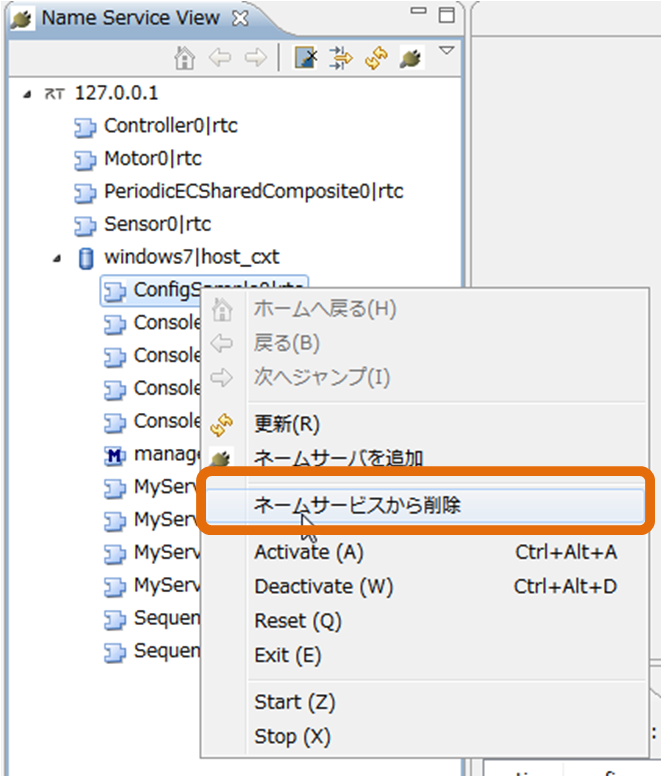 Name Service View
RT 127.0.0.1
Controller0|rtc
Motor0|rtc
PeriodicECSharedComposite0|rtc
Sensor0|rtc
windows7|host_cxt
ConfigSample0|rtc
Console
Console
Console
Console
manage
MyServ
MyServ
MyServ
MyServ
Sequen
Sequen
ホームへ戻る(H)
戻る(B)
次へジャンプ(I)
更新(R)
ネームサーバを追加
ネームサービスから削除
Activate (A) Ctrl+Alt+A
Deactivate (W) Ctrl+Alt+D
Reset (Q)
Exit (E)
Start (Z)
Stop (X)